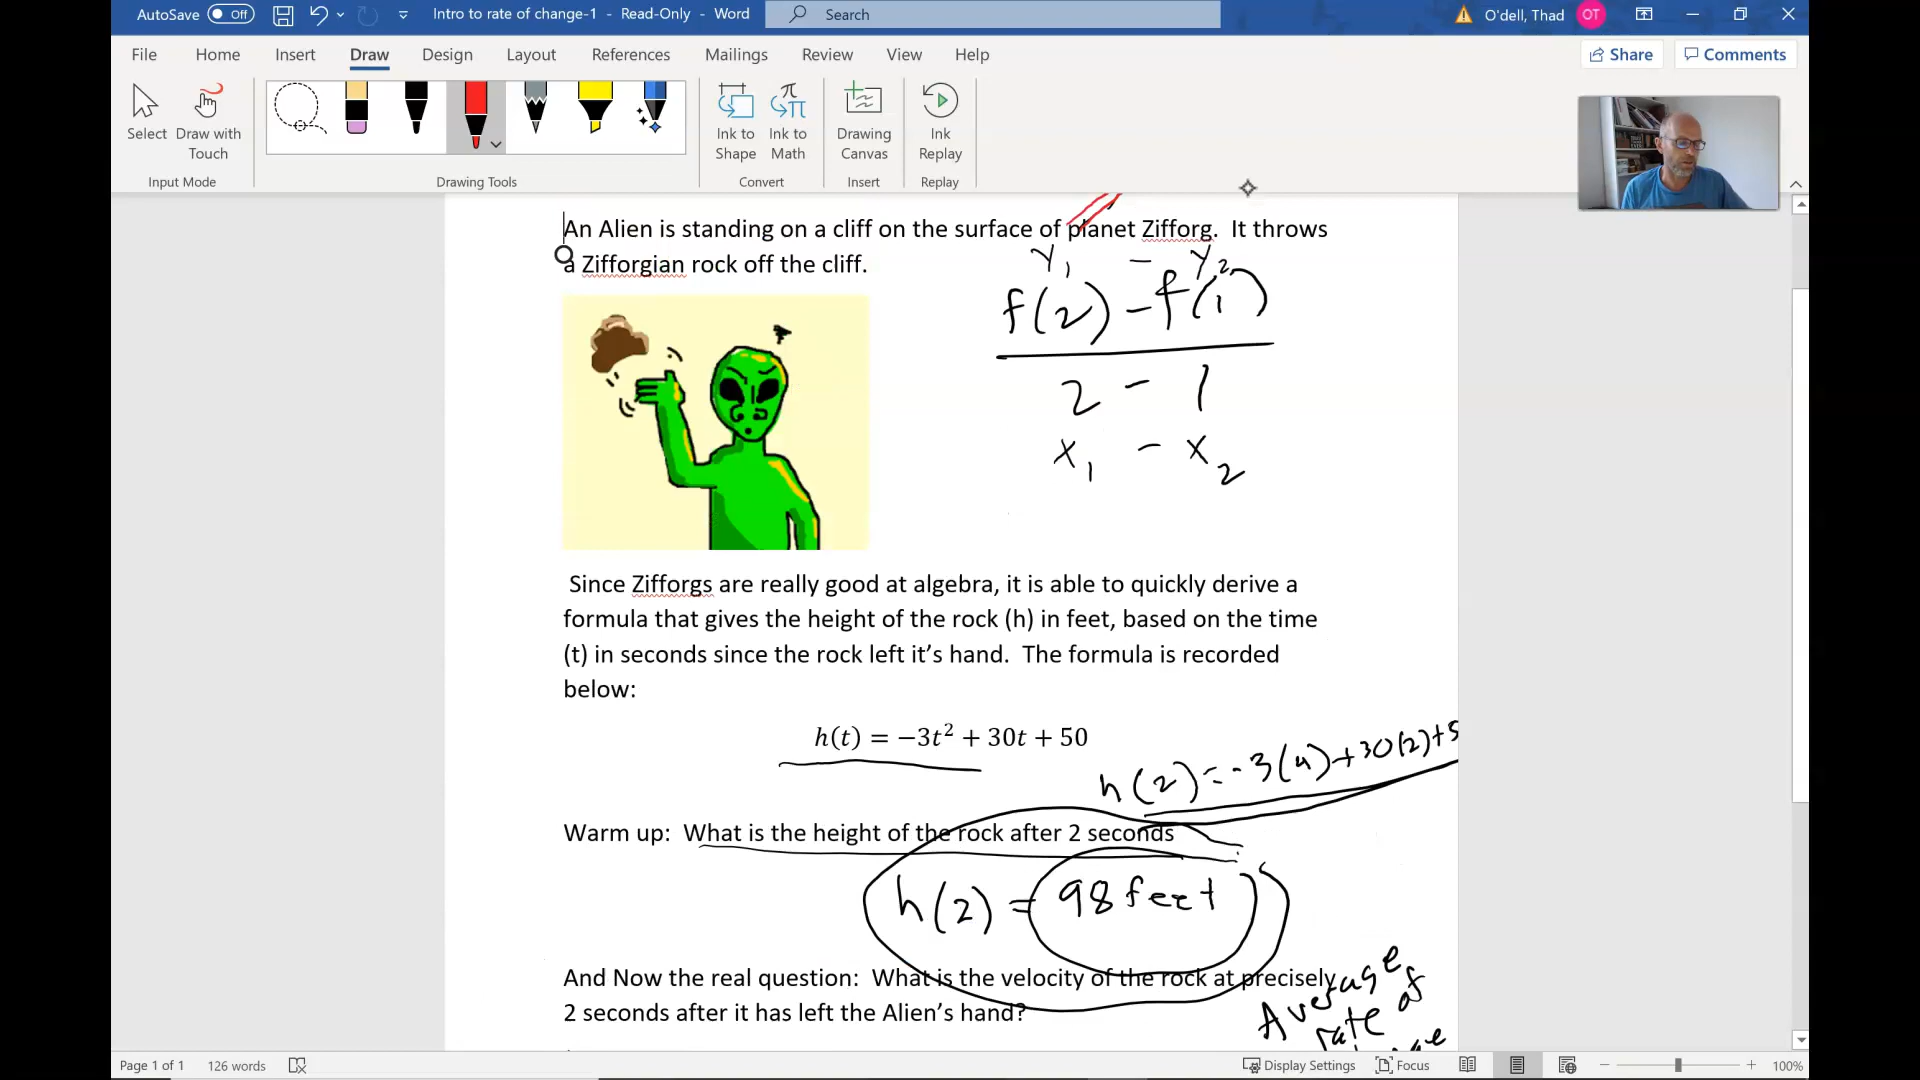 AutoSave Off Intro to rate of change-1 - Read-Only - Word Search O'dell, Thad OT
File Home Insert Draw Design Layout References Mailings Review View Help Share Comments
Select Draw with Touch Ink to Shape Ink to Math Drawing Canvas Ink Replay
Input Mode Drawing Tools Convert Insert Replay
An Alien is standing on a cliff on the surface of planet Zifforg. It throws
a Zifforgian rock off the cliff.
Y₁ - Y₂
f(2) - f(1)
2 - 1
x₁ - x₂
Since Zifforgs are really good at algebra, it is able to quickly derive a
formula that gives the height of the rock (h) in feet, based on the time
(t) in seconds since the rock left it's hand. The formula is recorded
below:
h(t) = −3t² + 30t + 50
h(2) = -3(4)+30(2)+5
Warm up: What is the height of the rock after 2 seconds
h(2) = 98 feet
And Now the real question: What is the velocity of the rock at precisely
2 seconds after it has left the Alien's hand?
Average
rate of
Page 1 of 1 126 words Display Settings Focus 100%